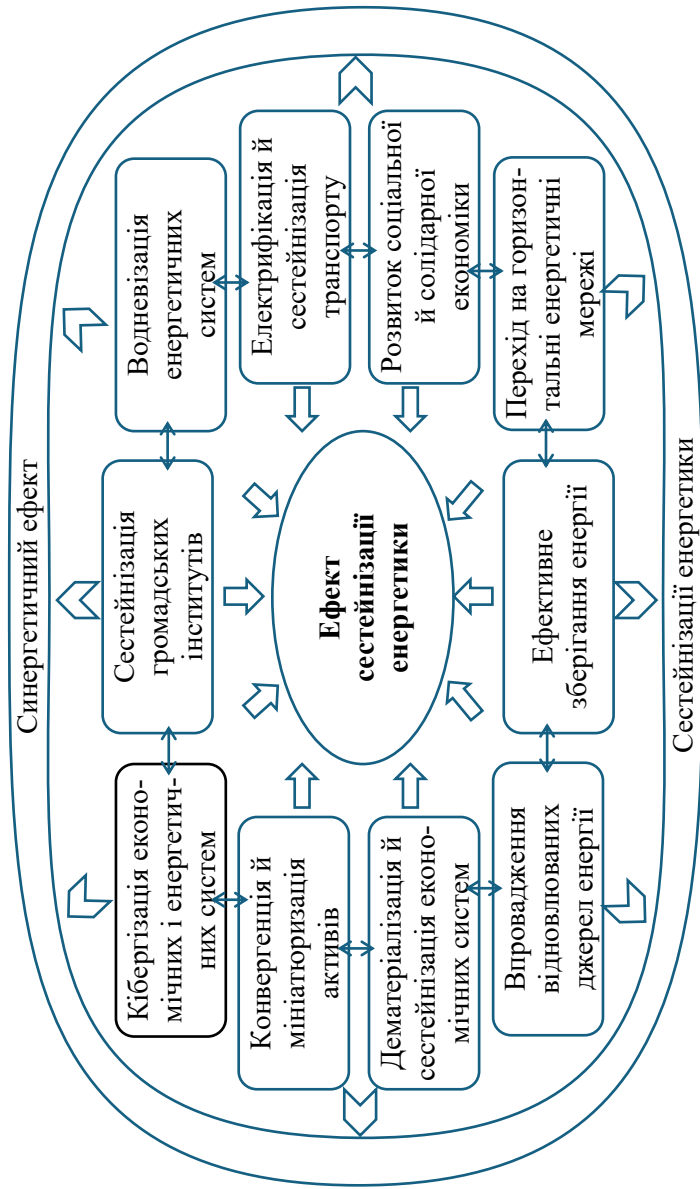 Синергетичний ефект
Кібергізація еконо-
мічних і енергетич-
них систем
Сестейнізація
громадських
інститутів
Водневізація
енергетичних
систем
Конвергенція й
мініатюризація
активів
Електрифікація й
сестейнізація
транспорту
Ефект
сестейнізації
енергетики
Дематеріалізація й
сестейнізація еконо-
мічних систем
Розвиток соціальної
й солідарної
економіки
Впровадження
відновлюваних
джерел енергії
Ефективне
зберігання енергії
Перехід на горизон-
тальні енергетичні
мережі
Сестейнізації енергетики